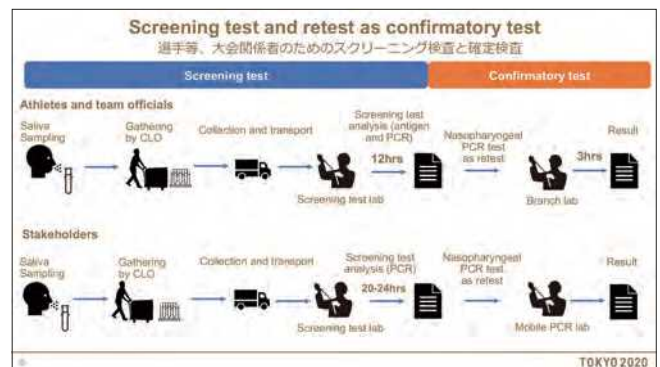 Screening test and retest as confirmatory test
選手等、大会関係者のためのスクリーニング検査と確定検査
Screening test
Confirmatory test
Athletes and team officials
Saliva
Sampling
Gathering
by CLO
Collection and transport
Screening test
analysis (antigen
and PCR)
12hrs
Screening test lab
Nasopharyngeal
PCR test
as retest
Branch lab
3hrs
Result
Stakeholders
Saliva
Sampling
Gathering
by CLO
Collection and transport
Screening test
analysis (PCR)
20-24hrs
Screening test lab
Nasopharyngeal
PCR test
as retest
Mobile PCR lab
Result
TOKYO 2020